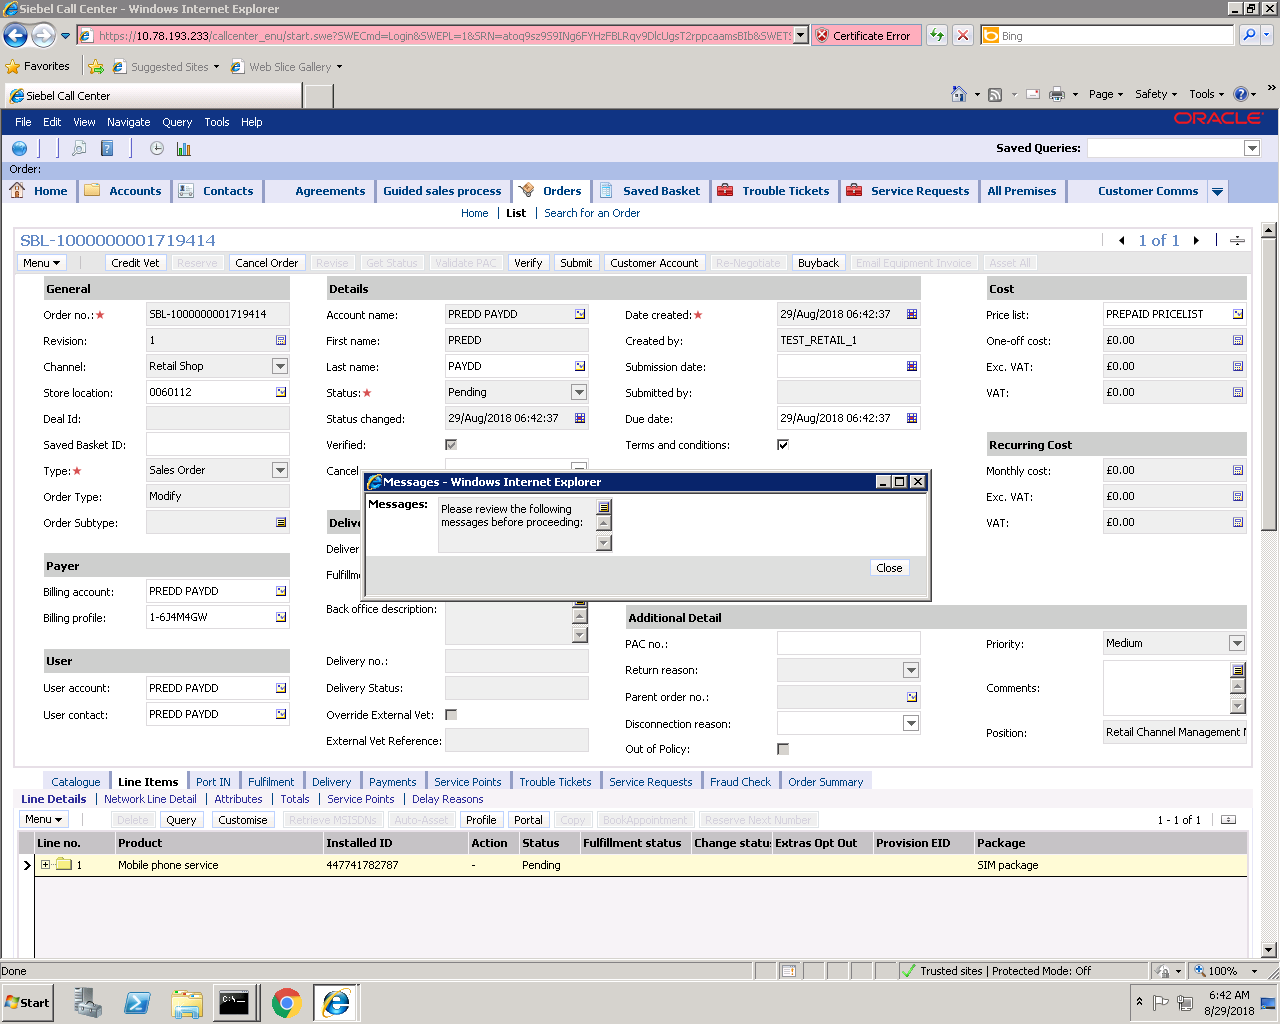 Siebel Call Center - Windows Internet Explorer
https://10.78.193.233/callcenter_enu/start.swe?SWECmd=Login&SWEPL=1&SRN=
Certificate Error
Bing
Favorites
Suggested Sites
Web Slice Gallery
Siebel Call Center
Page
Safety
Tools
File Edit View Navigate Query Tools Help
ORACLE
Saved Queries:
Order:
Home
Accounts
Contacts
Agreements
Guided sales process
Orders
Saved Basket
Trouble Tickets
Service Requests
All Premises
Customer Comms
Home | List | Search for an Order
SBL-1000000001719414
1 of 1
Menu
Credit Vet
Reserve
Cancel Order
Revise
Get Status
Validate PAC
Verify
Submit
Customer Account
Re-Negotiate
Buyback
Email Equipment Invoice
Asset All
General
Order no.:★ SBL-1000000001719414
Revision: 1
Channel: Retail Shop
Store location: 0060112
Deal Id:
Saved Basket ID:
Type:★ Sales Order
Order Type: Modify
Order Subtype:
Payer
Billing account: PREDD PAYDD
Billing profile: 1-6J4M4GW
User
User account: PREDD PAYDD
User contact: PREDD PAYDD
Details
Account name: PREDD PAYDD
First name: PREDD
Last name: PAYDD
Status:★ Pending
Status changed: 29/Aug/2018 06:42:37
Verified:
Cancel
Date created:★ 29/Aug/2018 06:42:37
Created by: TEST_RETAIL_1
Submission date:
Submitted by:
Due date: 29/Aug/2018 06:42:37
Terms and conditions:
Cost
Price list: PREPAID PRICELIST
One-off cost: £0.00
Exc. VAT: £0.00
VAT: £0.00
Recurring Cost
Monthly cost: £0.00
Exc. VAT: £0.00
VAT: £0.00
Messages - Windows Internet Explorer
Messages:
Please review the following
messages before proceeding:
Close
Delive
Deliver
Fulfillme
Back office description:
Delivery no.:
Delivery Status:
Override External Vet:
External Vet Reference:
Additional Detail
PAC no.:
Return reason:
Parent order no.:
Disconnection reason:
Out of Policy:
Priority: Medium
Comments:
Position: Retail Channel Management
Catalogue
Line Items
Port IN
Fulfilment
Delivery
Payments
Service Points
Trouble Tickets
Service Requests
Fraud Check
Order Summary
Line Details | Network Line Detail | Attributes | Totals | Service Points | Delay Reasons
Menu
Delete
Query
Customise
Retrieve MSISDNs
Auto-Asset
Profile
Portal
Copy
BookAppointment
Reserve Next Number
1 - 1 of 1
Line no. Product Installed ID Action Status Fulfillment status Change statu Extras Opt Out Provision EID Package
1 Mobile phone service 447741782787 - Pending SIM package
Done
Trusted sites | Protected Mode: Off
100%
Start
6:42 AM
8/29/2018